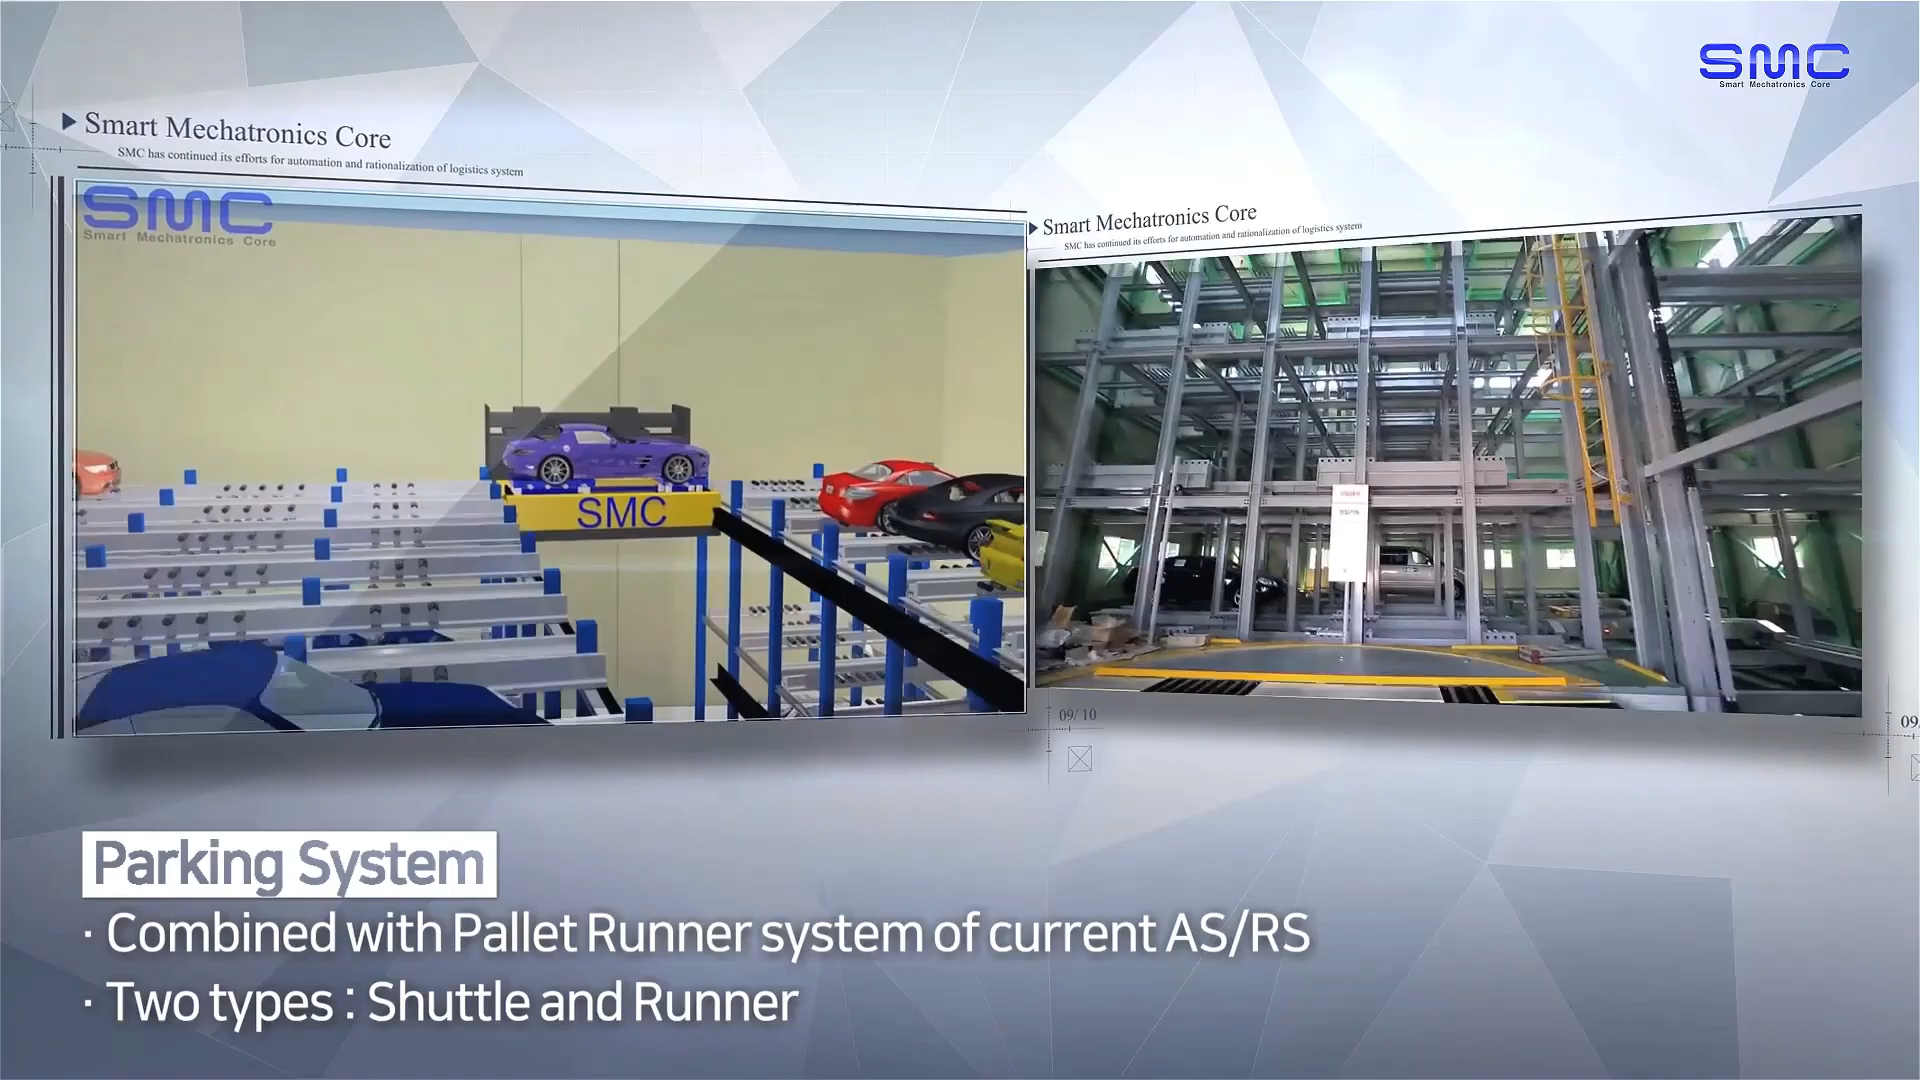 SMC
Smart Mechatronics Core
Smart Mechatronics Core
SMC has continued its efforts for automation and rationalization of logistics system
SMC
Smart Mechatronics Core
SMC
Smart Mechatronics Core
SMC has continued its efforts for automation and rationalization of logistics system
09/ 10
09
Parking System
· Combined with Pallet Runner system of current AS/RS
· Two types : Shuttle and Runner